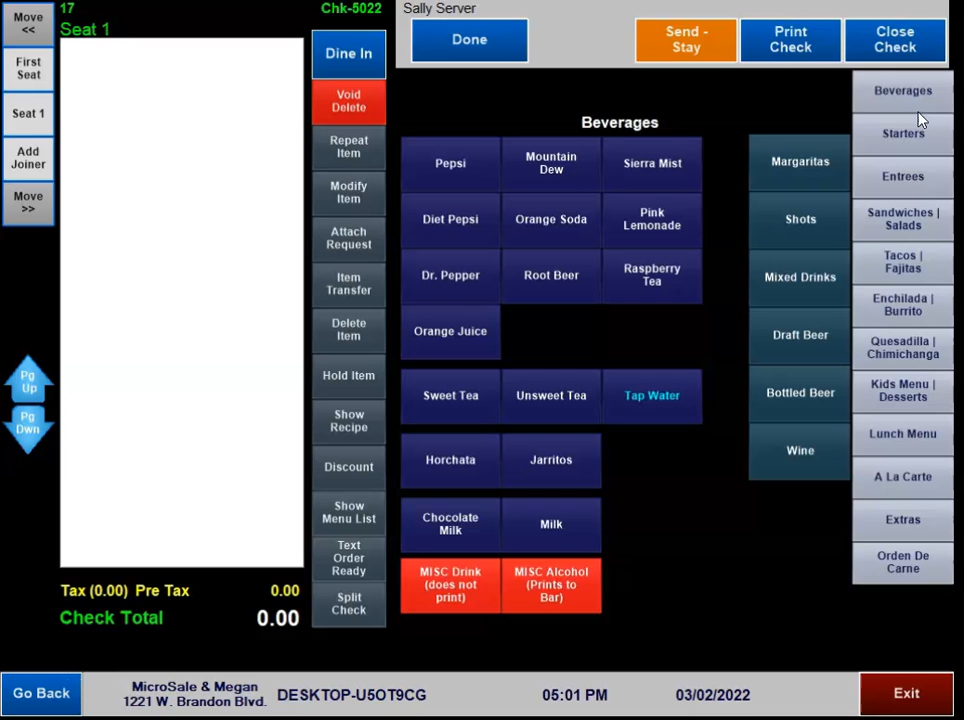 Move
<<
First
Seat
Seat 1
Add
Joiner
Move
>>
Pg
Up
Pg
Dwn
17
Chk-5022
Seat 1
Tax (0.00) Pre Tax 0.00
Check Total 0.00
Dine In
Void
Delete
Repeat
Item
Modify
Item
Attach
Request
Item
Transfer
Delete
Item
Hold Item
Show
Recipe
Discount
Show
Menu List
Text
Order
Ready
Split
Check
Sally Server
Done
Send -
Stay
Print
Check
Close
Check
Beverages
Pepsi
Mountain
Dew
Sierra Mist
Diet Pepsi
Orange Soda
Pink
Lemonade
Dr. Pepper
Root Beer
Raspberry
Tea
Orange Juice
Sweet Tea
Unsweet Tea
Tap Water
Horchata
Jarritos
Chocolate
Milk
Milk
MISC Drink
(does not
print)
MISC Alcohol
(Prints to
Bar)
Margaritas
Shots
Mixed Drinks
Draft Beer
Bottled Beer
Wine
Beverages
Starters
Entrees
Sandwiches |
Salads
Tacos |
Fajitas
Enchilada |
Burrito
Quesadilla |
Chimichanga
Kids Menu |
Desserts
Lunch Menu
A La Carte
Extras
Orden De
Carne
Go Back
MicroSale & Megan
1221 W. Brandon Blvd.
DESKTOP-U5OT9CG
05:01 PM
03/02/2022
Exit